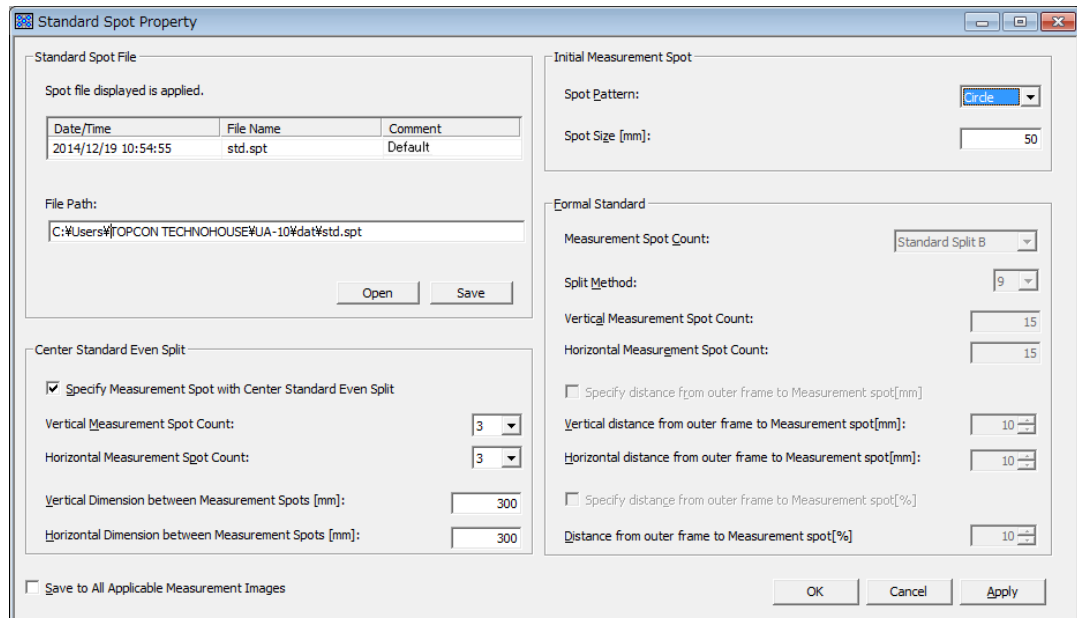 Standard Spot Property
Standard Spot File
Spot file displayed is applied.
Date/Time File Name Comment
2014/12/19 10:54:55 std.spt Default
File Path:
C:¥Users¥TOPCON TECHNOHOUSE¥UA-10¥dat¥std.spt
Open Save
Center Standard Even Split
Specify Measurement Spot with Center Standard Even Split
Vertical Measurement Spot Count: 3
Horizontal Measurement Spot Count: 3
Vertical Dimension between Measurement Spots [mm]: 300
Horizontal Dimension between Measurement Spots [mm]: 300
Save to All Applicable Measurement Images
Initial Measurement Spot
Spot Pattern: Circle
Spot Size [mm]: 50
Formal Standard
Measurement Spot Count: Standard Split B
Split Method: 9
Vertical Measurement Spot Count: 15
Horizontal Measurement Spot Count: 15
Specify distance from outer frame to Measurement spot[mm]
Vertical distance from outer frame to Measurement spot[mm]: 10
Horizontal distance from outer frame to Measurement spot[mm]: 10
Specify distance from outer frame to Measurement spot[%]
Distance from outer frame to Measurement spot[%] 10
OK Cancel Apply